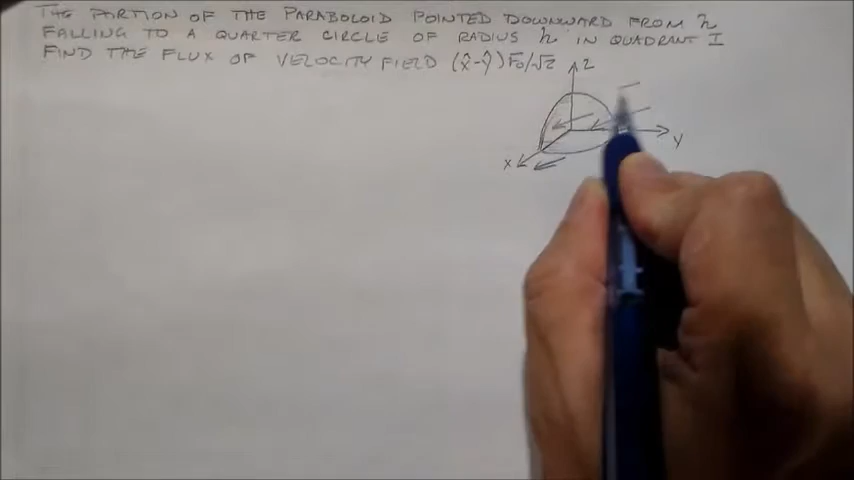 THE PORTION OF THE PARABOLOID POINTED DOWNWARD FROM h
FALLING TO A QUARTER CIRCLE OF RADIUS h IN QUADRANT I
FIND THE FLUX OF VELOCITY FIELD (x̂-ŷ)F₀/√2
z
y
x